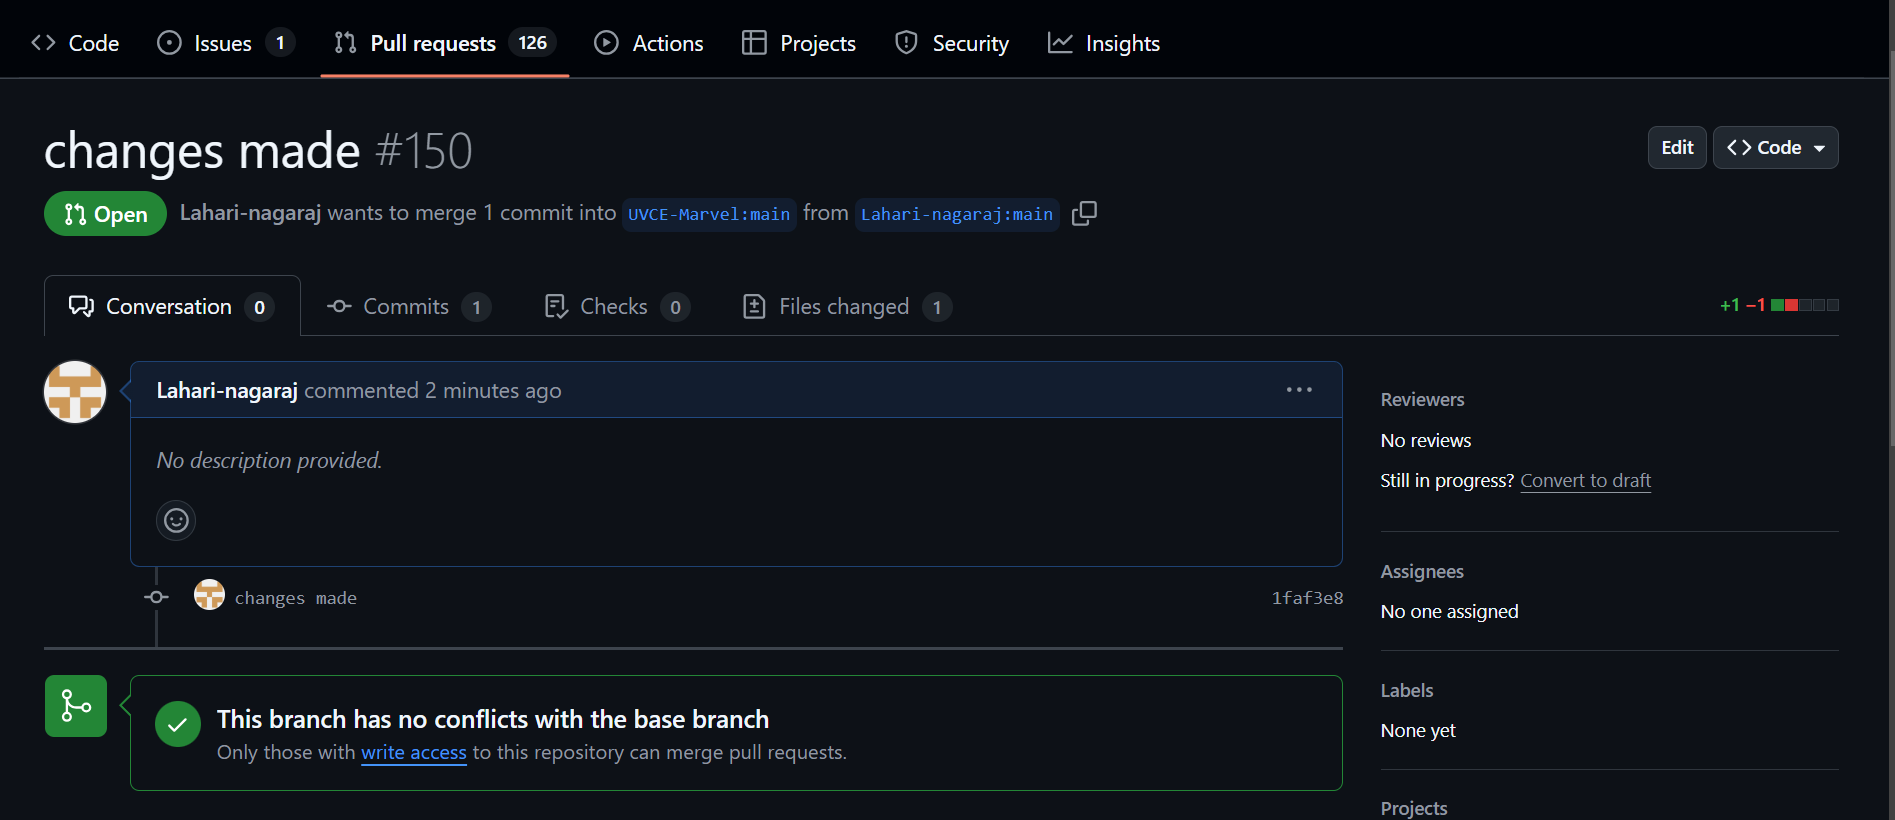 Code Issues 1 Pull requests 126 Actions Projects Security Insights
changes made #150
Edit Code
Open Lahari-nagaraj wants to merge 1 commit into UVCE-Marvel:main from Lahari-nagaraj:main
Conversation 0 Commits 1 Checks 0 Files changed 1 +1 −1
Lahari-nagaraj commented 2 minutes ago
No description provided.
changes made 1faf3e8
This branch has no conflicts with the base branch
Only those with write access to this repository can merge pull requests.
Reviewers
No reviews
Still in progress? Convert to draft
Assignees
No one assigned
Labels
None yet
Projects